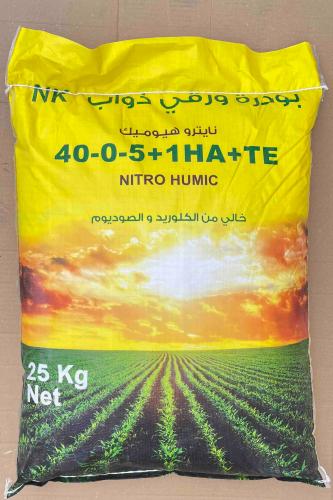 بودرة ورقي ذواب NK
نايترو هيوميك
40-0-5+1HA+TE
NITRO HUMIC
خالي من الكلوريد و الصوديوم
25 Kg
Net